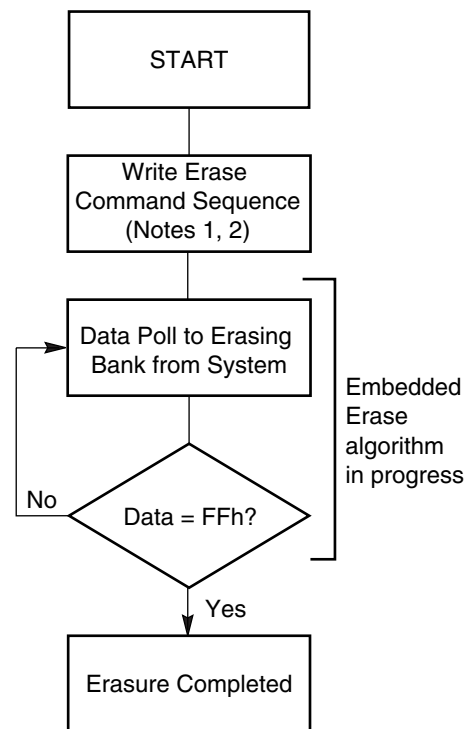 START
Write Erase
Command Sequence
(Notes 1, 2)
Data Poll to Erasing
Bank from System
Embedded
Erase
algorithm
in progress
No
Data = FFh?
Yes
Erasure Completed